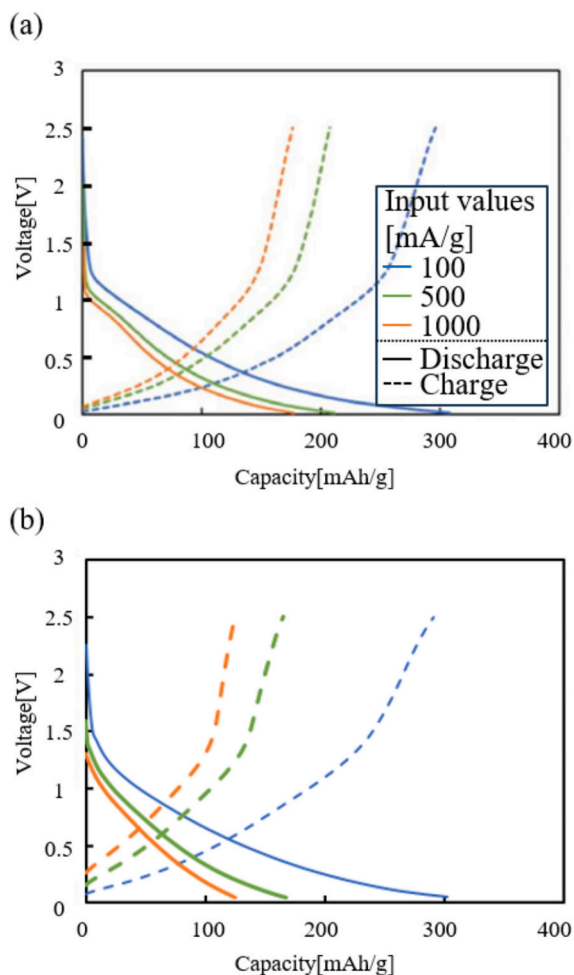 (a)
3
2.5
2
1.5
1
0.5
0
Voltage[V]
0
100
200
300
400
Capacity[mAh/g]
Input values
[mA/g]
100
500
1000
Discharge
Charge
(b)
3
2.5
2
1.5
1
0.5
0
Voltage[V]
0
100
200
300
400
Capacity[mAh/g]